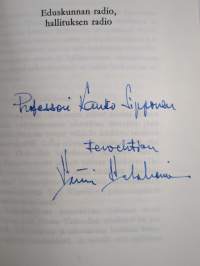 Eduskunnan radio,
hallituksen radio
Professori Kauko Sipponen
Tervehtien